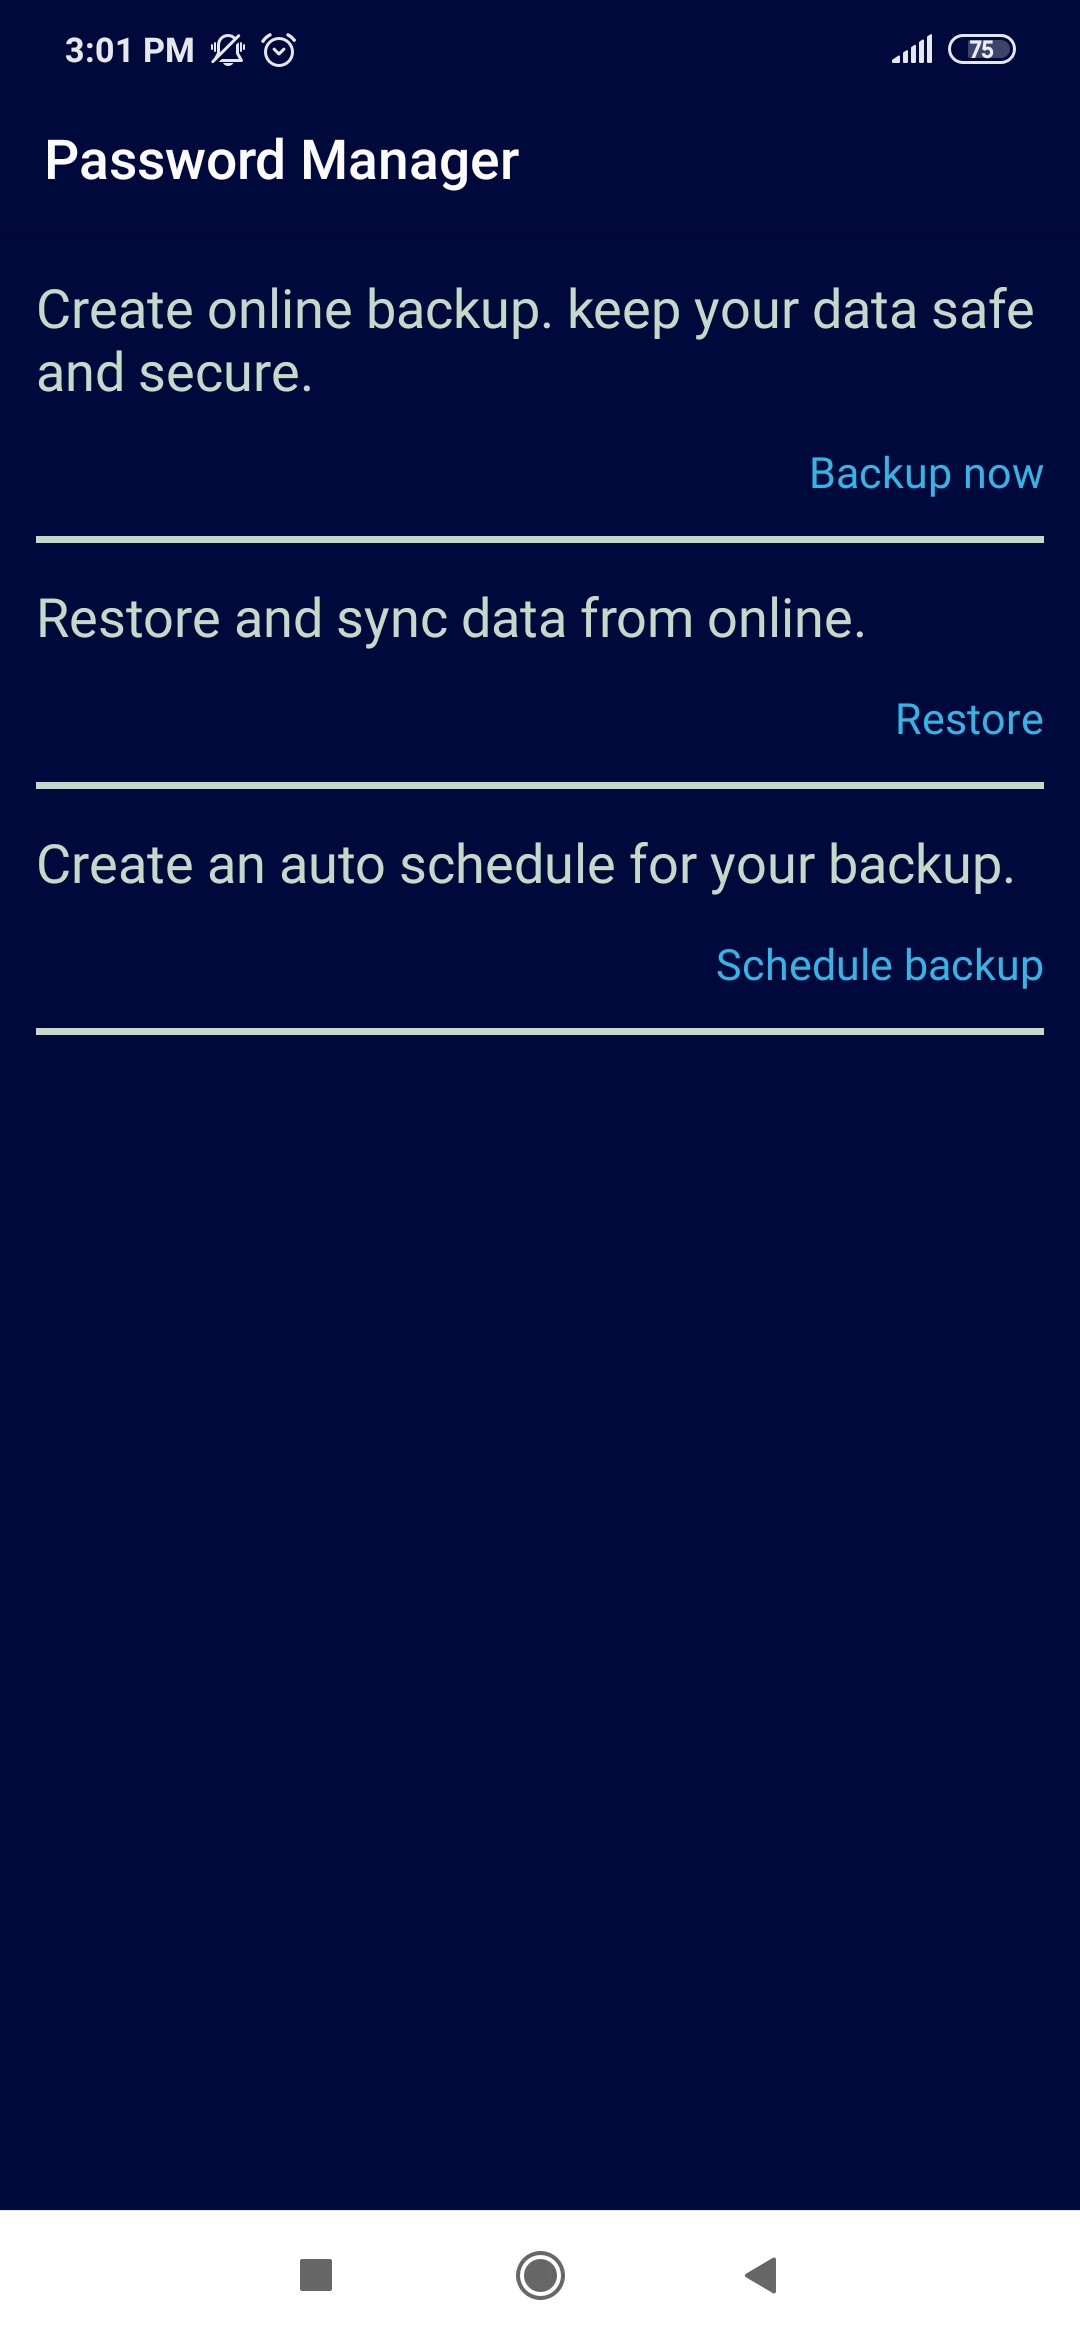 3:01 PM
75
Password Manager
Create online backup. keep your data safe
and secure.
Backup now
Restore and sync data from online.
Restore
Create an auto schedule for your backup.
Schedule backup